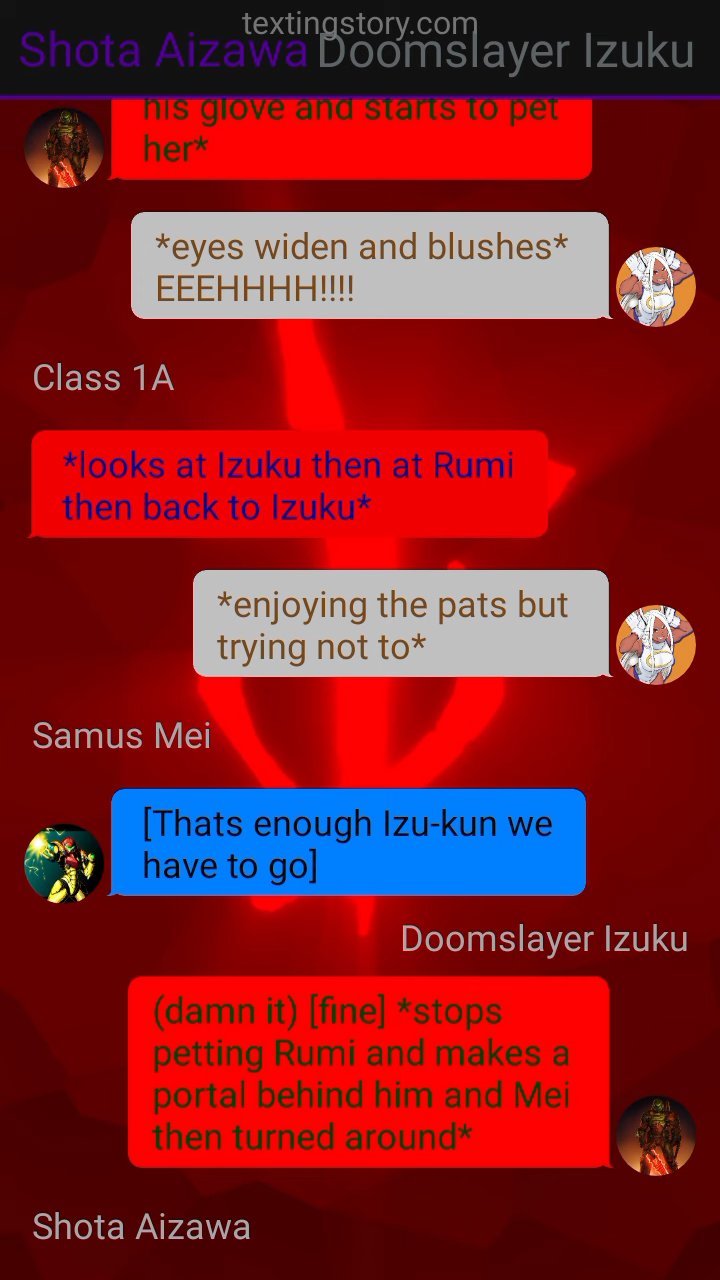 textingstory.com
Shota Aizawa Doomslayer Izuku
his glove and starts to pet
her*
*eyes widen and blushes*
EEEHHHH!!!!
Class 1A
*looks at Izuku then at Rumi
then back to Izuku*
*enjoying the pats but
trying not to*
Samus Mei
[Thats enough Izu-kun we
have to go]
Doomslayer Izuku
(damn it) [fine] *stops
petting Rumi and makes a
portal behind him and Mei
then turned around*
Shota Aizawa